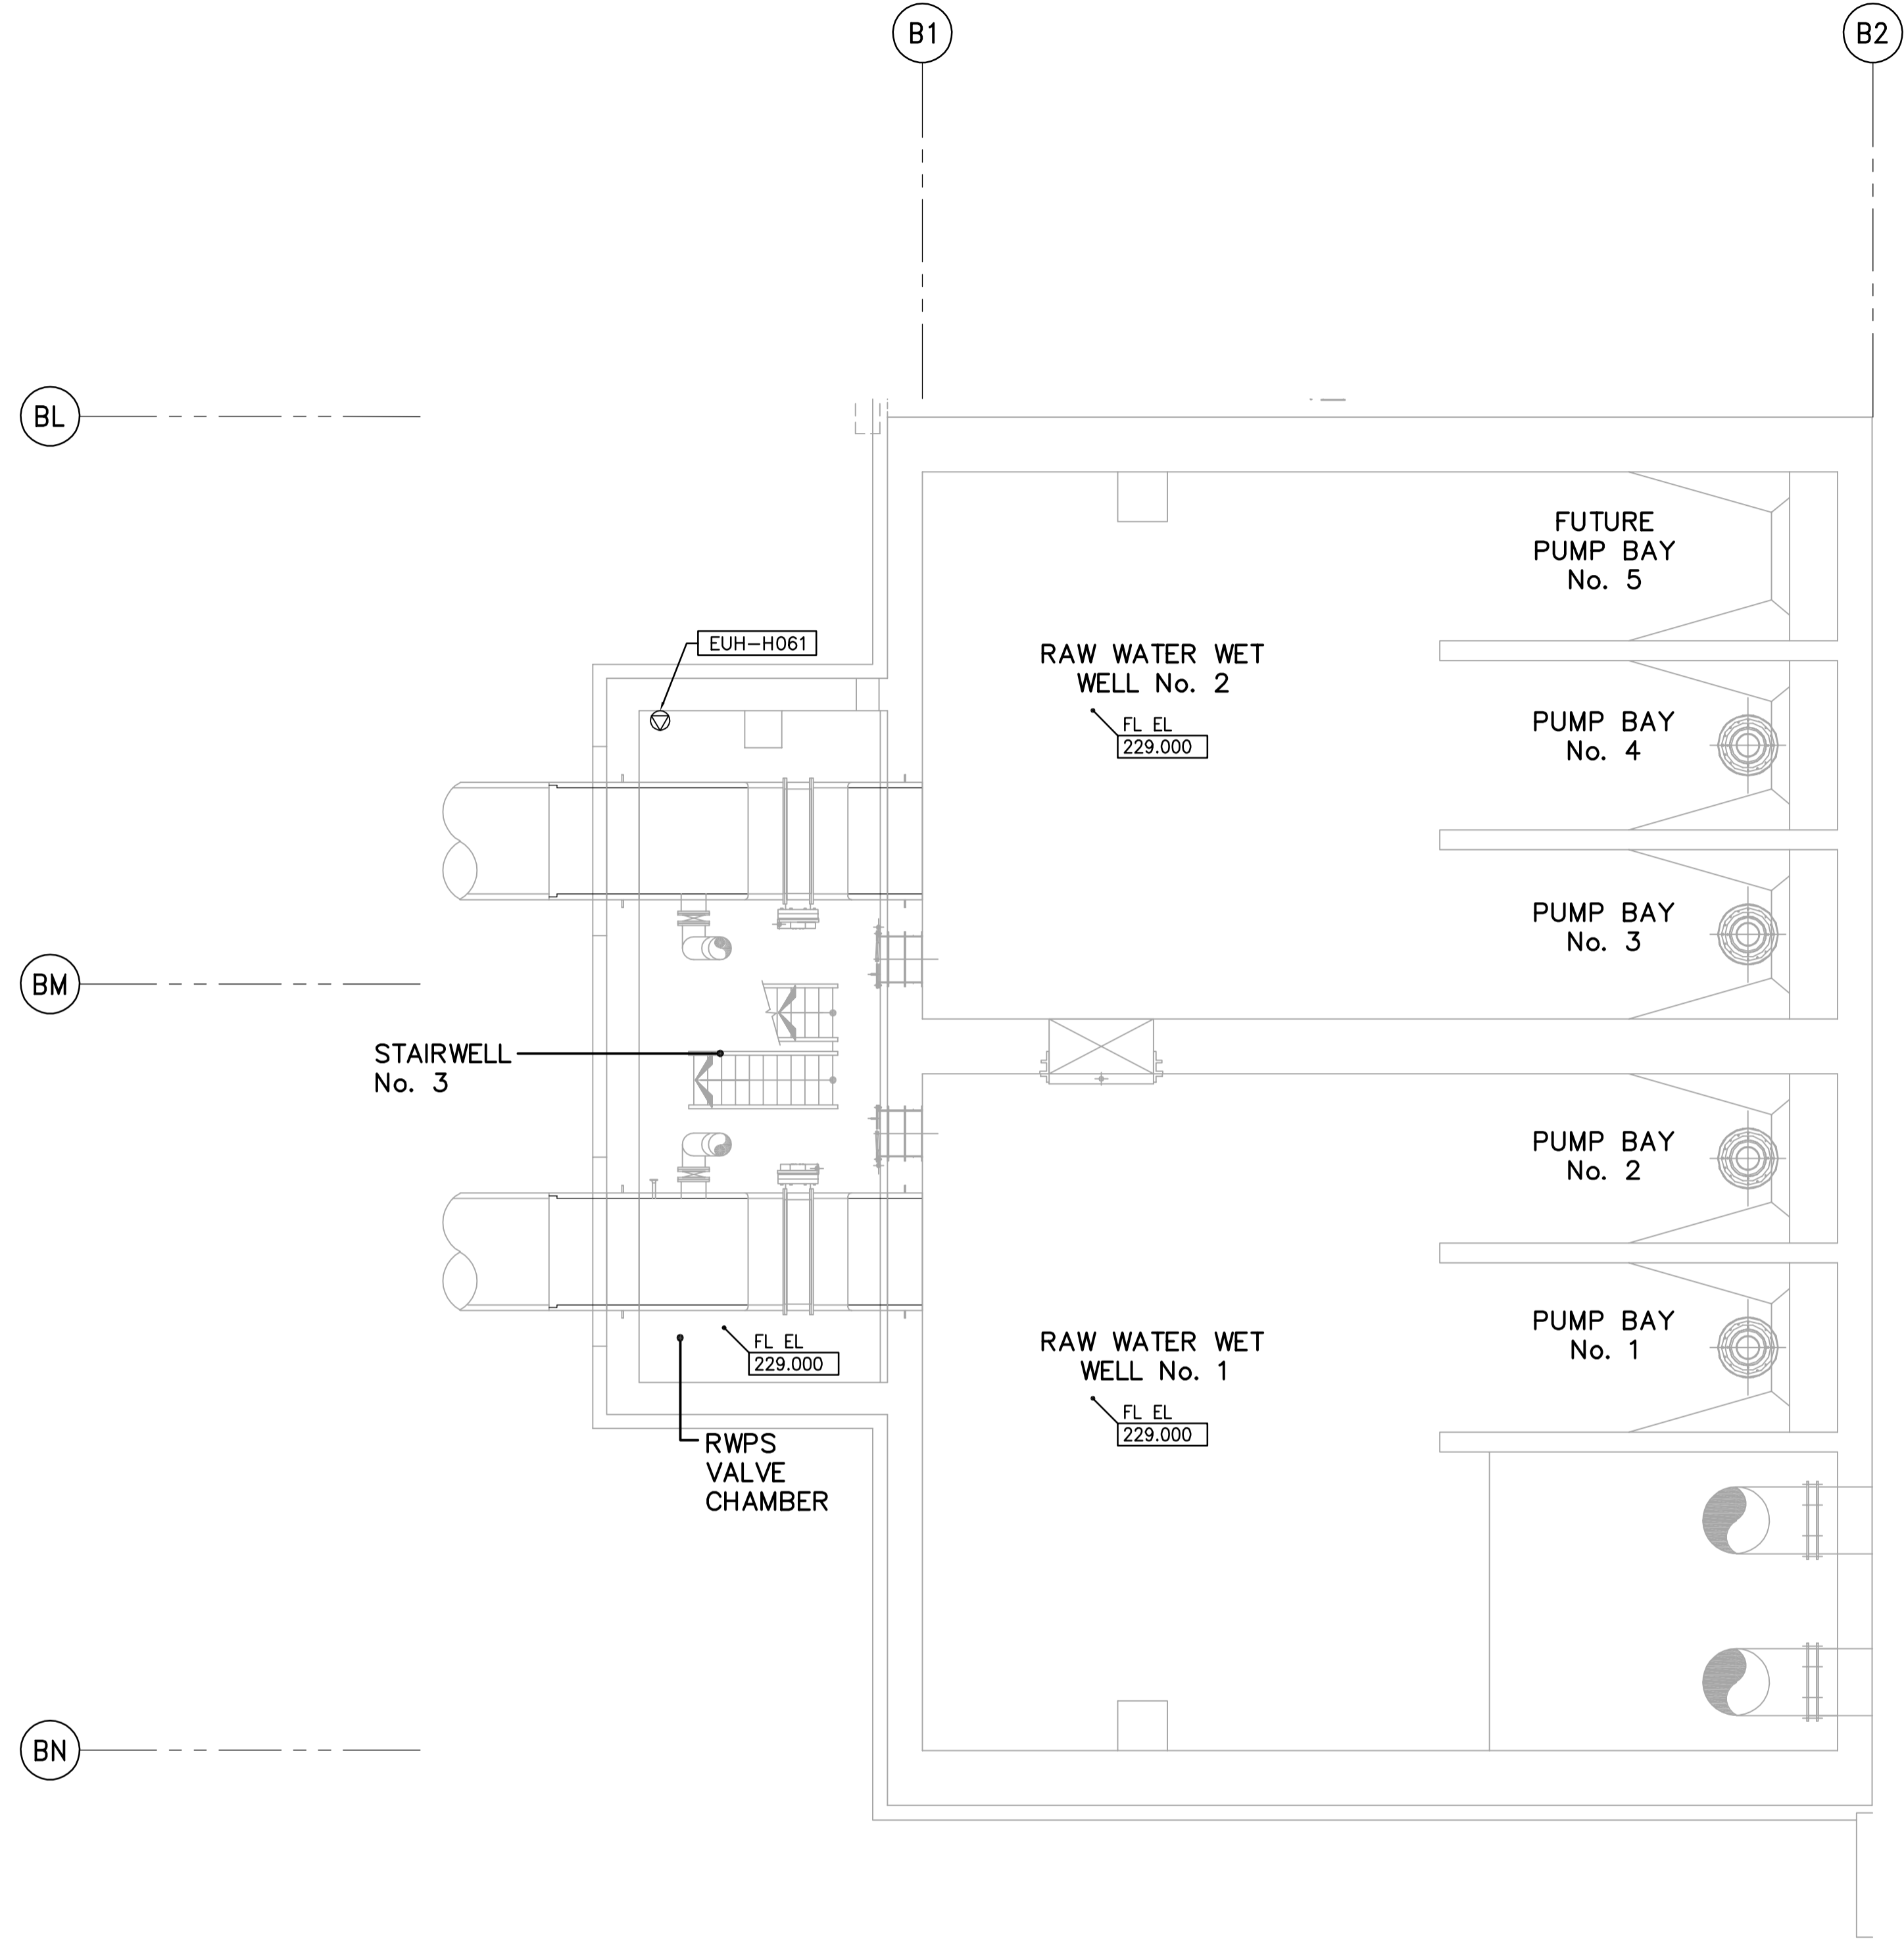 B1
B2
BL
FUTURE
PUMP BAY
No. 5
EUH-H061
RAW WATER WET
WELL No. 2
FL EL
229.000
PUMP BAY
No. 4
PUMP BAY
No. 3
BM
STAIRWELL
No. 3
PUMP BAY
No. 2
PUMP BAY
No. 1
FL EL
229.000
RAW WATER WET
WELL No. 1
FL EL
229.000
RWPS
VALVE
CHAMBER
BN